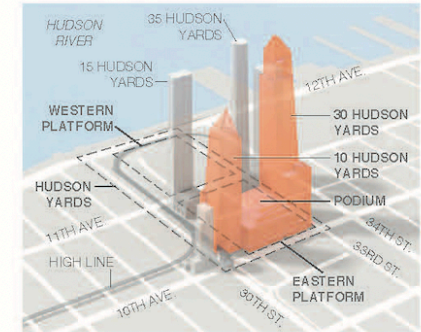 HUDSON
RIVER
35 HUDSON
YARDS
15 HUDSON
YARDS
12TH AVE.
WESTERN
PLATFORM
30 HUDSON
YARDS
10 HUDSON
YARDS
HUDSON
YARDS
PODIUM
11TH AVE
34TH ST.
33RD ST.
HIGH LINE
EASTERN
PLATFORM
10TH AVE.
30TH ST.